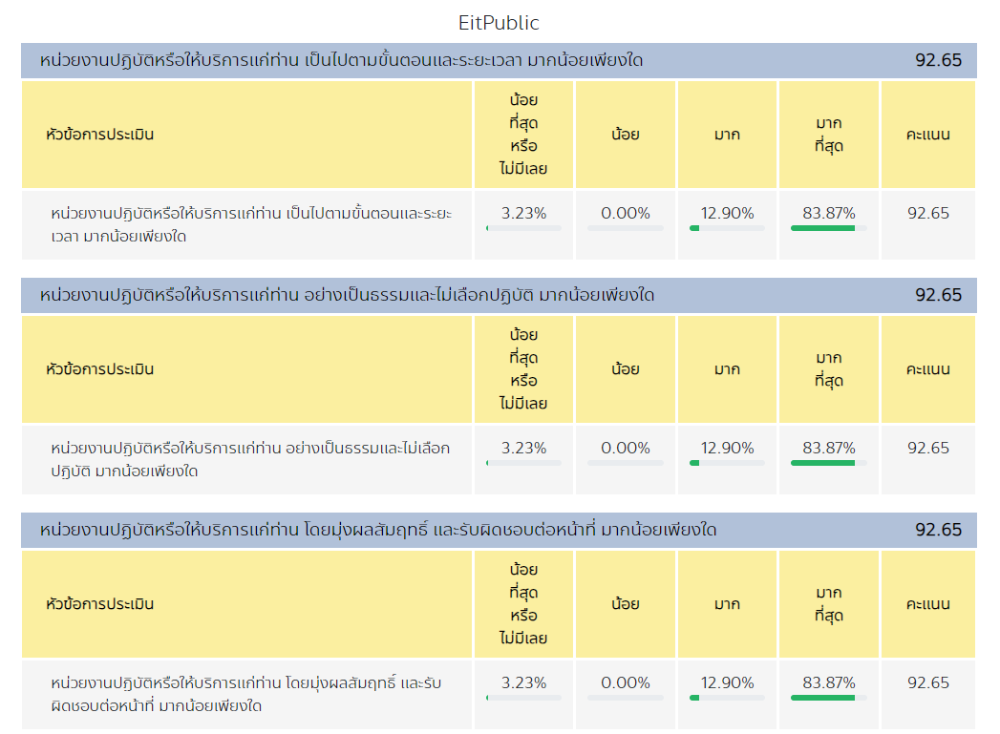 EitPublic
หน่วยงานปฏิบัติหรือให้บริการแก่ท่าน เป็นไปตามขั้นตอนและระยะเวลา มากน้อยเพียงใด 92.65
หัวข้อการประเมิน
น้อย
ที่สุด
หรือ
ไม่มีเลย
น้อย
มาก
มาก
ที่สุด
คะแนน
หน่วยงานปฏิบัติหรือให้บริการแก่ท่าน เป็นไปตามขั้นตอนและระยะ
เวลา มากน้อยเพียงใด
3.23% 0.00% 12.90% 83.87% 92.65
หน่วยงานปฏิบัติหรือให้บริการแก่ท่าน อย่างเป็นธรรมและไม่เลือกปฏิบัติ มากน้อยเพียงใด 92.65
หัวข้อการประเมิน
น้อย
ที่สุด
หรือ
ไม่มีเลย
น้อย
มาก
มาก
ที่สุด
คะแนน
หน่วยงานปฏิบัติหรือให้บริการแก่ท่าน อย่างเป็นธรรมและไม่เลือก
ปฏิบัติ มากน้อยเพียงใด
3.23% 0.00% 12.90% 83.87% 92.65
หน่วยงานปฏิบัติหรือให้บริการแก่ท่าน โดยมุ่งผลสัมฤทธิ์ และรับผิดชอบต่อหน้าที่ มากน้อยเพียงใด 92.65
หัวข้อการประเมิน
น้อย
ที่สุด
หรือ
ไม่มีเลย
น้อย
มาก
มาก
ที่สุด
คะแนน
หน่วยงานปฏิบัติหรือให้บริการแก่ท่าน โดยมุ่งผลสัมฤทธิ์ และรับ
ผิดชอบต่อหน้าที่ มากน้อยเพียงใด
3.23% 0.00% 12.90% 83.87% 92.65